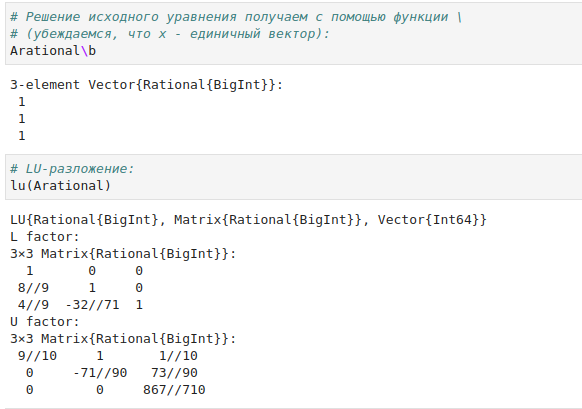 # Решение исходного уравнения получаем с помощью функции \
# (убеждаемся, что x - единичный вектор):
Arational\b
3-element Vector{Rational{BigInt}}:
1
1
1
# LU-разложение:
lu(Arational)
LU{Rational{BigInt}, Matrix{Rational{BigInt}}, Vector{Int64}}
L factor:
3×3 Matrix{Rational{BigInt}}:
1 0 0
8//9 1 0
4//9 -32//71 1
U factor:
3×3 Matrix{Rational{BigInt}}:
9//10 1 1//10
0 -71//90 73//90
0 0 867//710